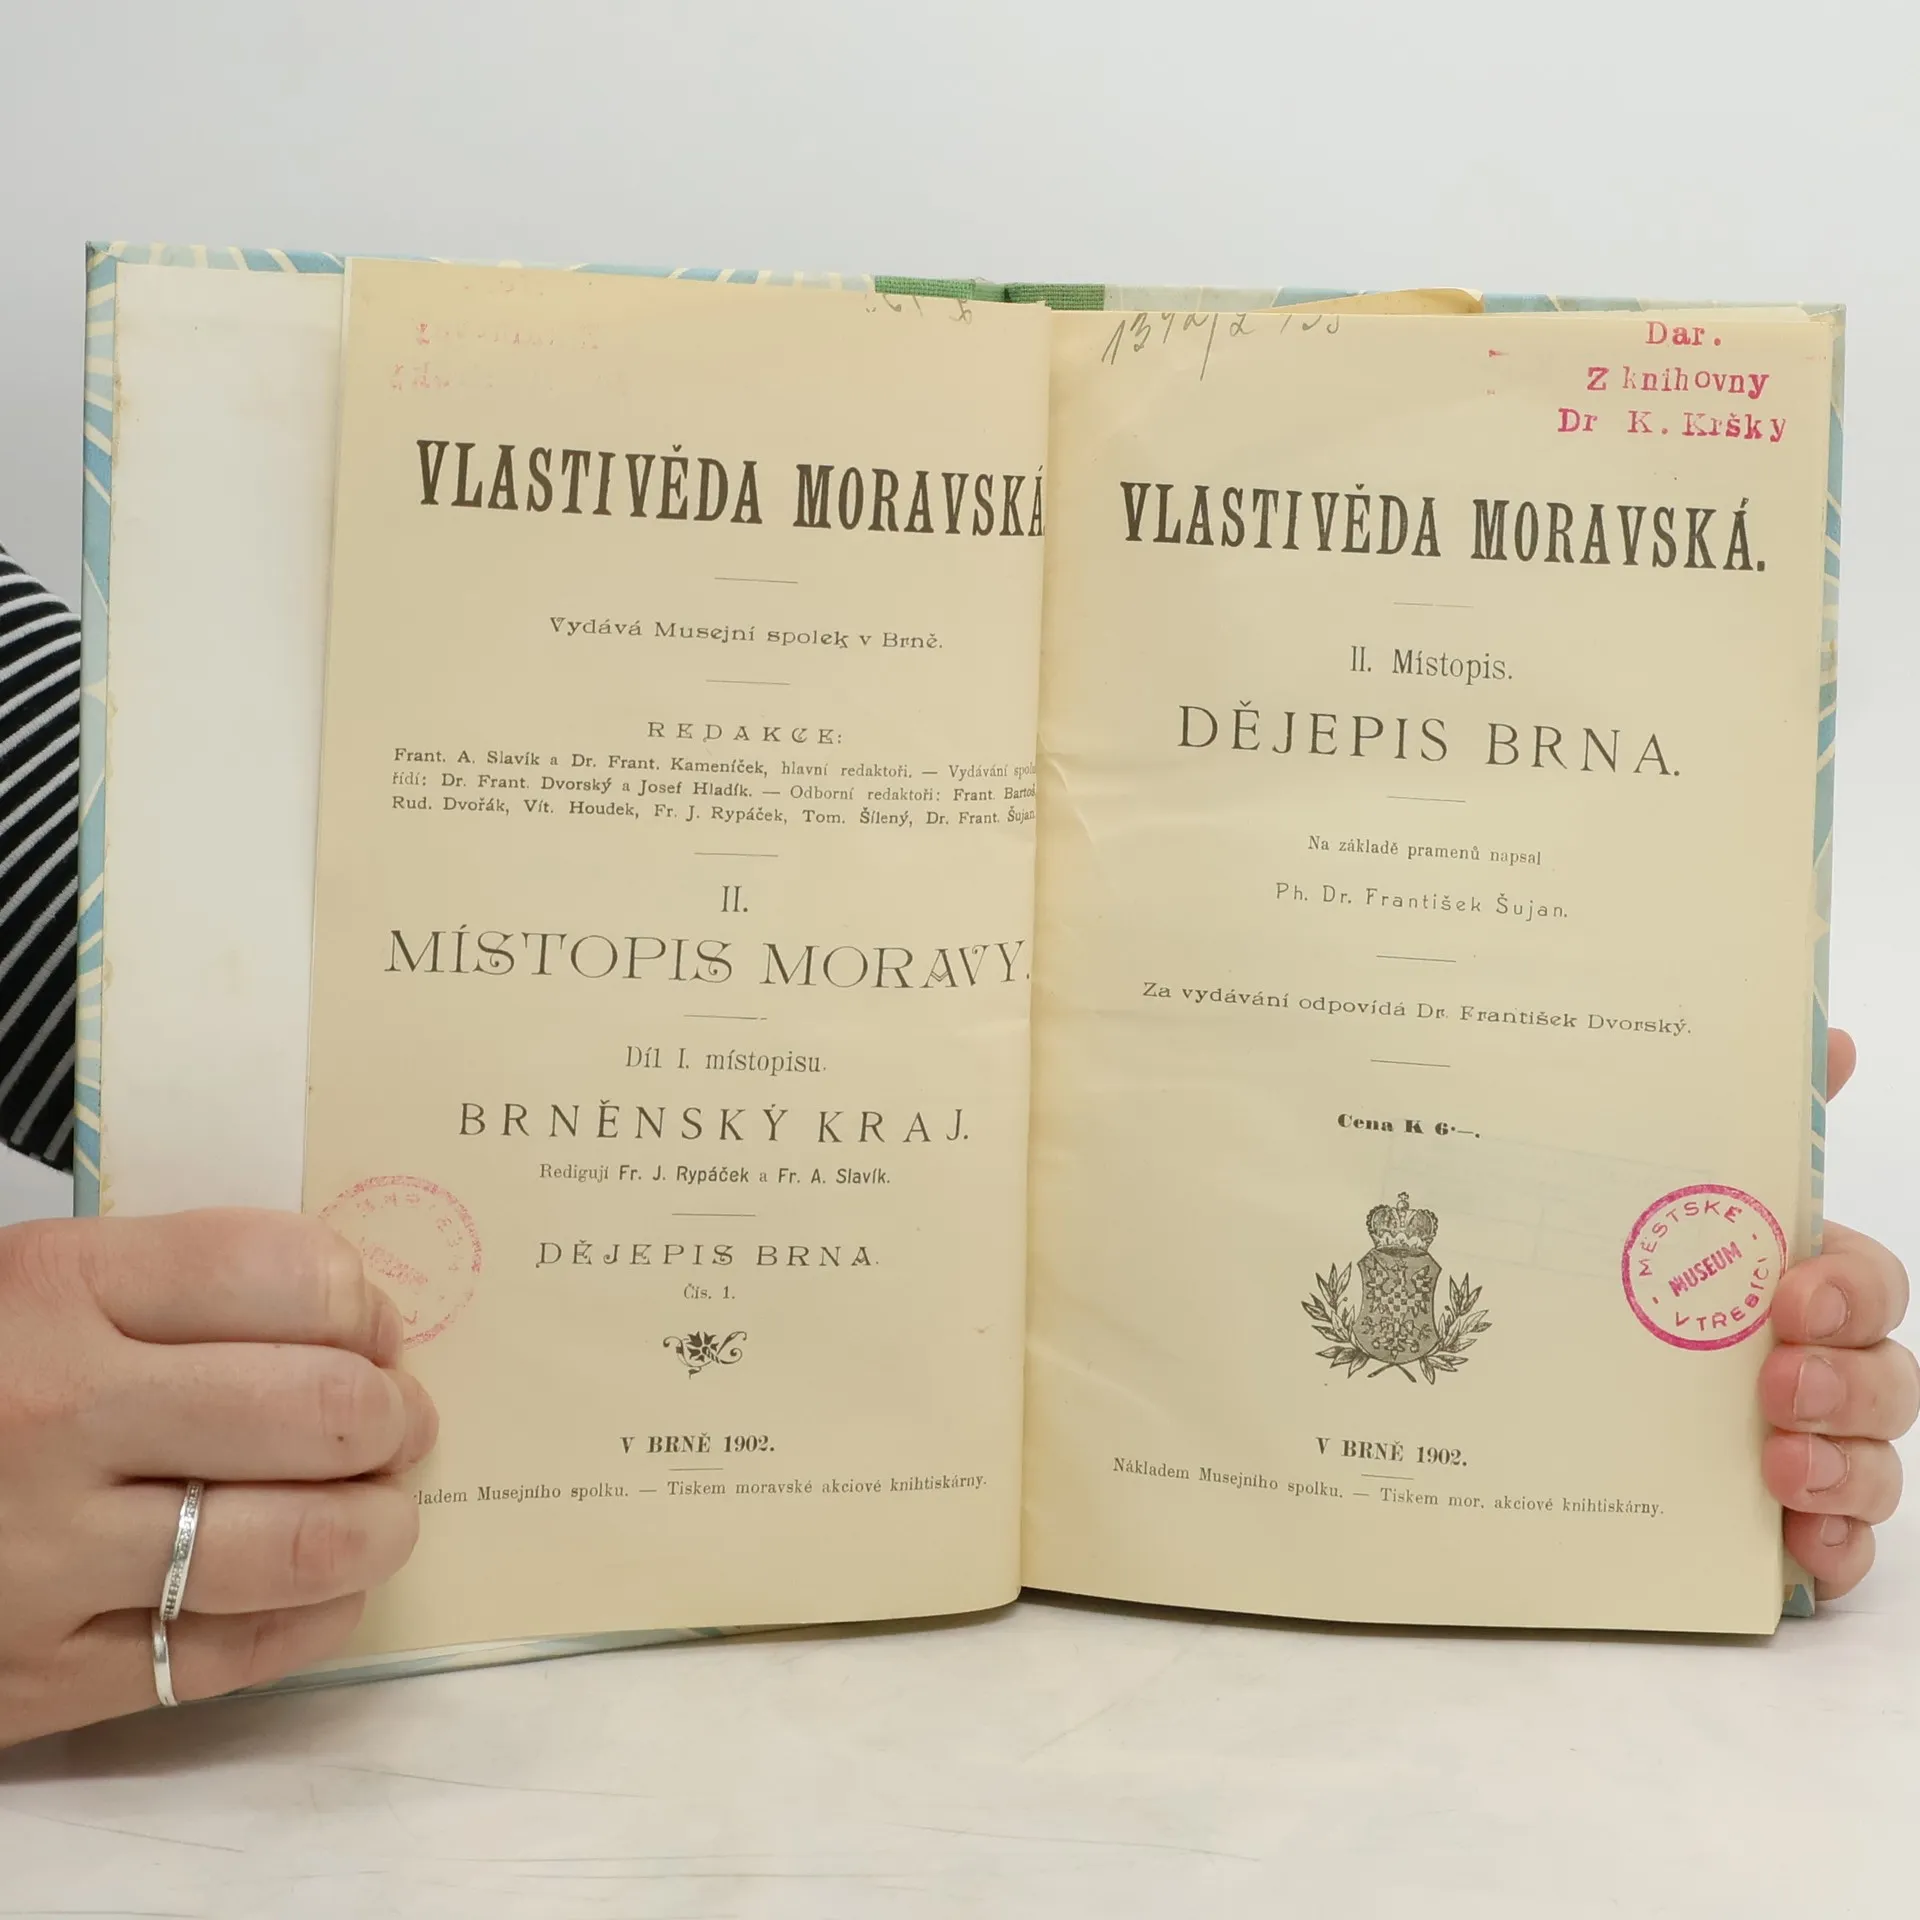 VLASTIVĚDA MORAVSKÁ
Vydává Musejní spolek v Brně.
REDAKCE:
Frant. A. Slavík a Dr. Frant. Kameníček, hlavní redaktoři. — Vydávání
řídí: Dr. Frant. Dvorský a Josef Hladík. — Odborní redaktoři: Frant. Bartoš,
Rud. Dvořák, Vít. Houdek, Fr. J. Rypáček, Tom. Šílený, Dr. Frant. Šujan.
II.
MÍSTOPIS MORAVY.
Díl I. místopisu.
BRNĚNSKÝ KRAJ.
Redigují Fr. J. Rypáček a Fr. A. Slavík.
DĚJEPIS BRNA.
Čís. 1.
V BRNĚ 1902.
Musejního spolku. — Tiskem moravské akciové knihtiskárny.
Dar.
Z knihovny
Dr K. Kršky
VLASTIVĚDA MORAVSKÁ.
II. Místopis.
DĚJEPIS BRNA.
Na základě pramenů napsal
Ph. Dr. František Šujan.
Za vydávání odpovídá Dr. František Dvorský.
Cena K 6·—.
MĚSTSKÉ
MUSEUM
V TŘEBÍČI
V BRNĚ 1902.
Nákladem Musejního spolku. — Tiskem mor. akciové knihtiskárny.